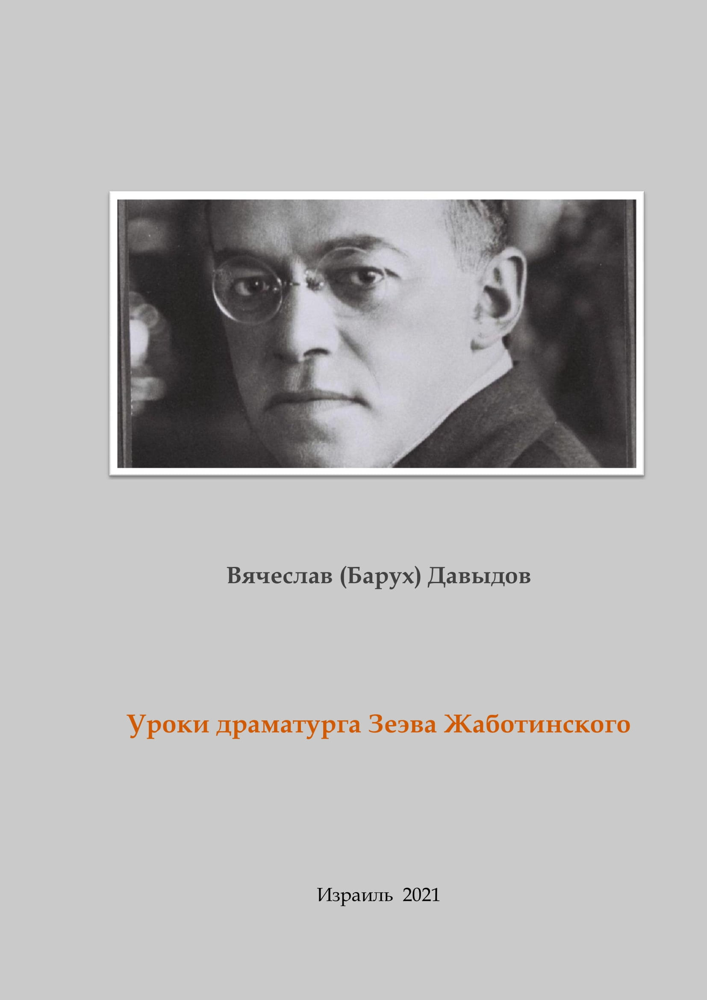 Вячеслав (Барух) Давыдов
Уроки драматурга Зеэва Жаботинского
Израиль 2021